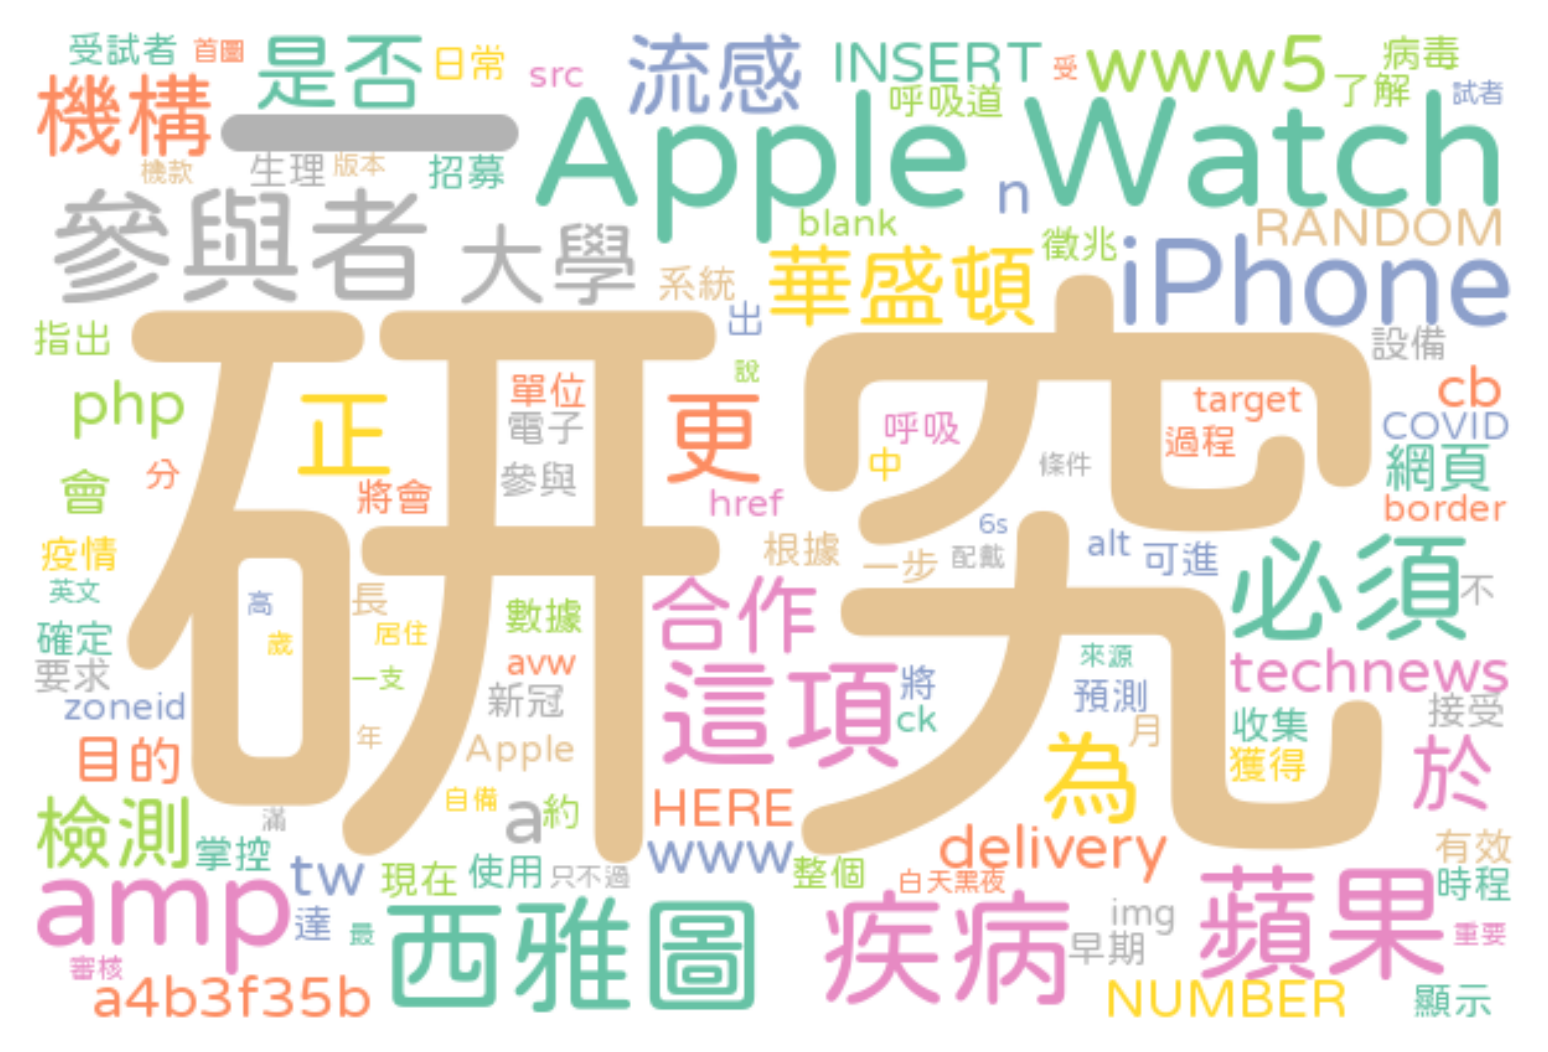 受試者 首圖 是否 日常 src 流感 INSERT 受 www5 病毒
機構 一 呼吸道 了解 試者
機款 生理 版本 招募 Apple Watch n
參與者 大學 blank 徵兆 RANDOM
系統 華盛頓 iPhone
指出 研究 出 設備
php 正 單位 說 target cb
電子 更 呼吸 過程 COVID
會 分 將會 參與 href 中 條件 網頁
border
疫情 根據 一步 6s 配戴 alt 可進 必須 不
英文 高 長 數據 合作
確定 歲 居住 avw 來源 technews
要求 一支 新冠 這項 將 預測 接受
zoneid 年 Apple ck 月 收集
目的 自備 HERE 為 獲得 於
檢測 滿 a 約 www delivery 有效
掌控 tw 現在 使用 只不過 整個 白天黑夜 時程
amp 達 最 西雅圖 疾病 img 蘋果 重要
審核 早期
a4b3f35b NUMBER 顯示